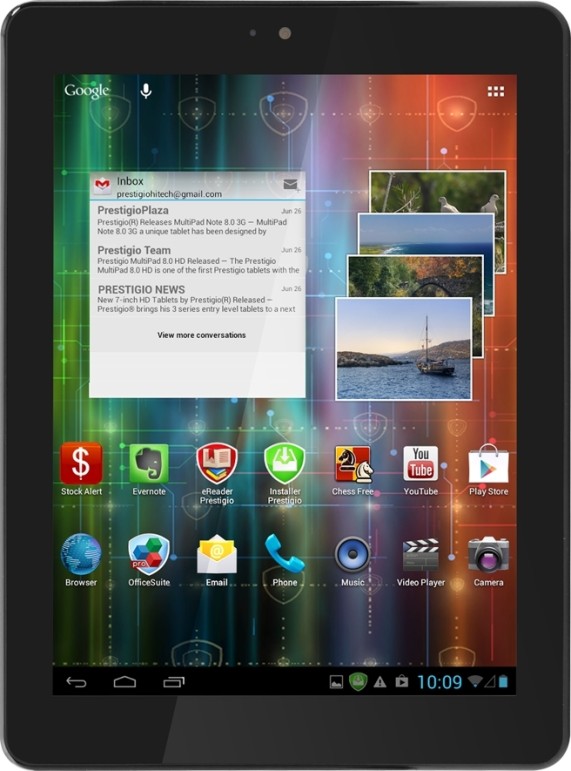 Google
Inbox
prestigiohitech@gmail.com
PrestigioPlaza Jun 26
Prestigio(R) Releases MultiPad Note 8.0 3G — MultiPad
Note 8.0 3G a unique tablet has been designed by
Prestigio Team Jun 26
Prestigio MultiPad 8.0 HD Released — The Prestigio
MultiPad 8.0 HD is one of the first Prestigio tablets with the
PRESTIGIO NEWS Jun 26
New 7-inch HD Tablets by Prestigio(R) Released —
Prestigio® brings his 3 series entry level tablets to a next
View more conversations
$
You
Tube
Stock Alert Evernote eReader Prestigio Installer Prestigio Chess Free YouTube Play Store
@
pro
Browser OfficeSuite Email Phone Music Video Player Camera
10:09